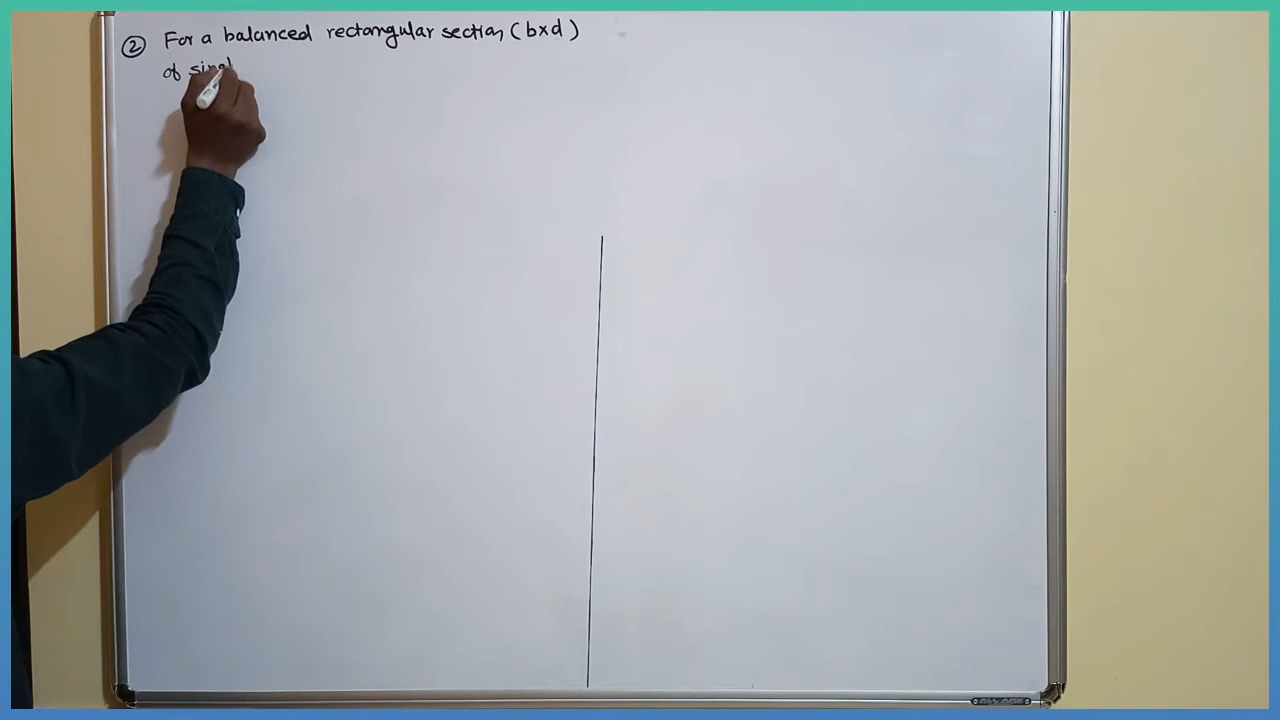 ② For a balanced rectangular section, (b×d)
of